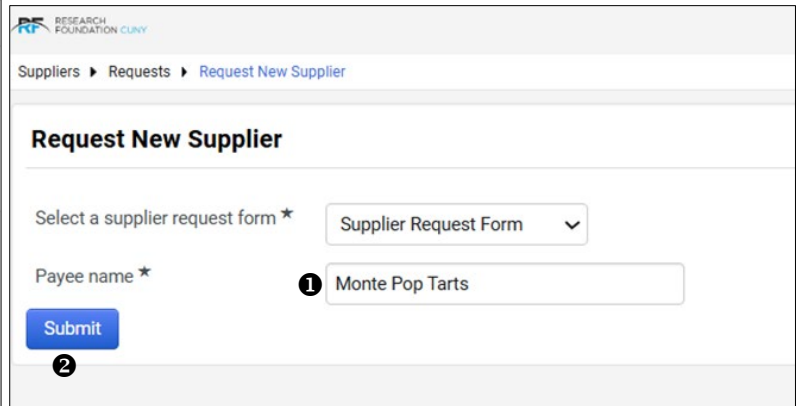 RF RESEARCH
FOUNDATION CUNY
Suppliers ▸ Requests ▸ Request New Supplier
Request New Supplier
Select a supplier request form ★ Supplier Request Form
Payee name ★ ❶ Monte Pop Tarts
Submit
❷